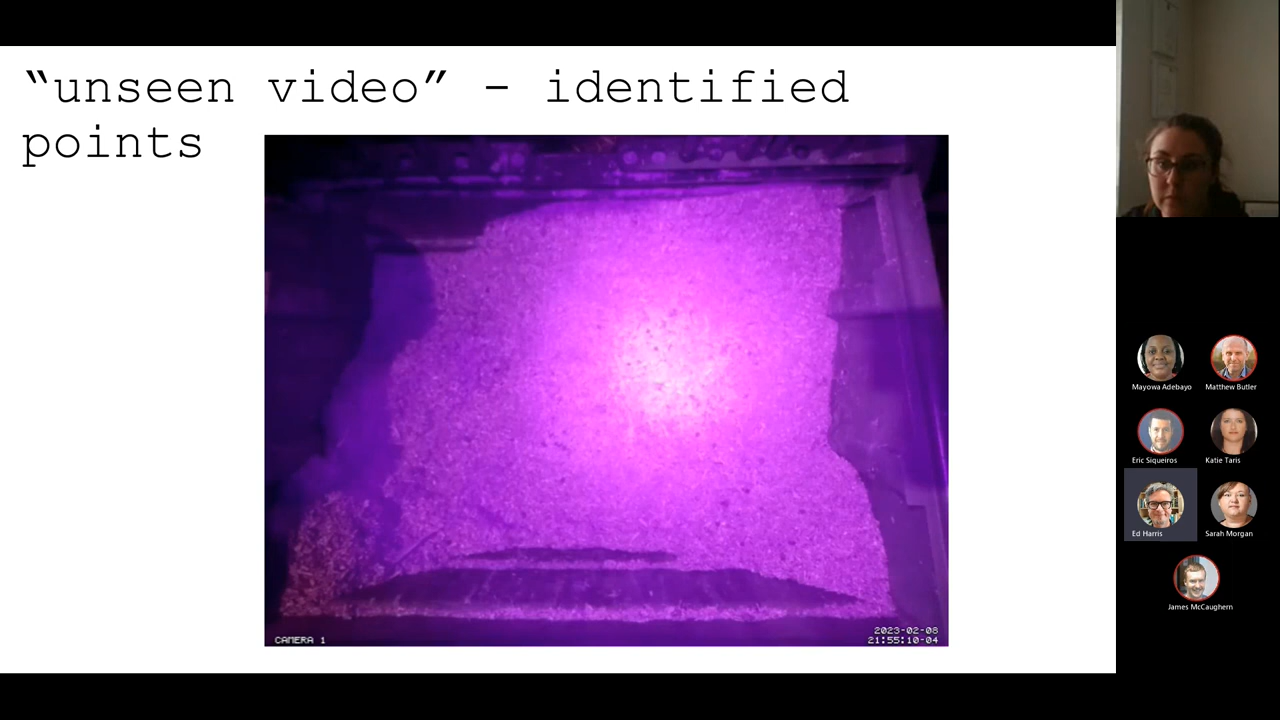 “unseen video” - identified
points
CAMERA 1
2023-02-08
21:55:10-04
Mayowa Adebayo
Matthew Butler
Eric Siqueiros
Katie Taris
Ed Harris
Sarah Morgan
James McCaughern